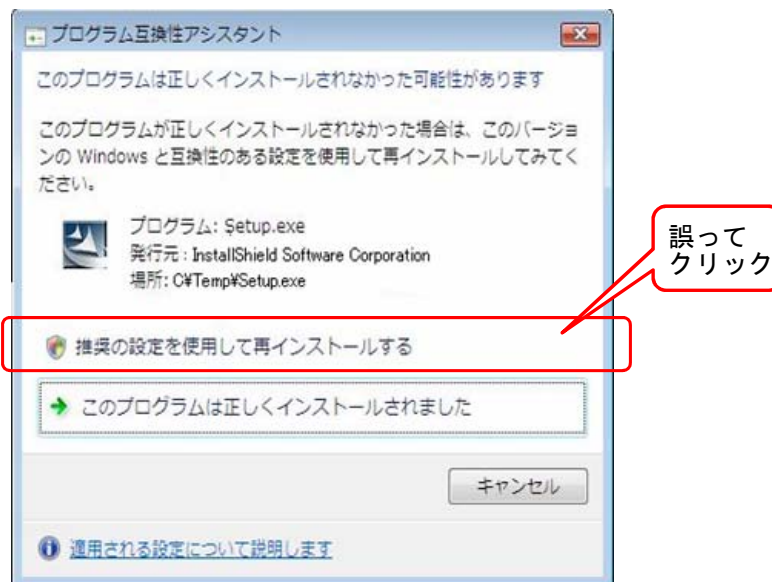 プログラム互換性アシスタント
このプログラムは正しくインストールされなかった可能性があります
このプログラムが正しくインストールされなかった場合は、このバージョ
ンの Windows と互換性のある設定を使用して再インストールしてみてく
ださい。
プログラム: Setup.exe
発行元 : InstallShield Software Corporation
場所: C¥Temp¥Setup.exe
誤って
クリック
推奨の設定を使用して再インストールする
このプログラムは正しくインストールされました
キャンセル
適用される設定について説明します